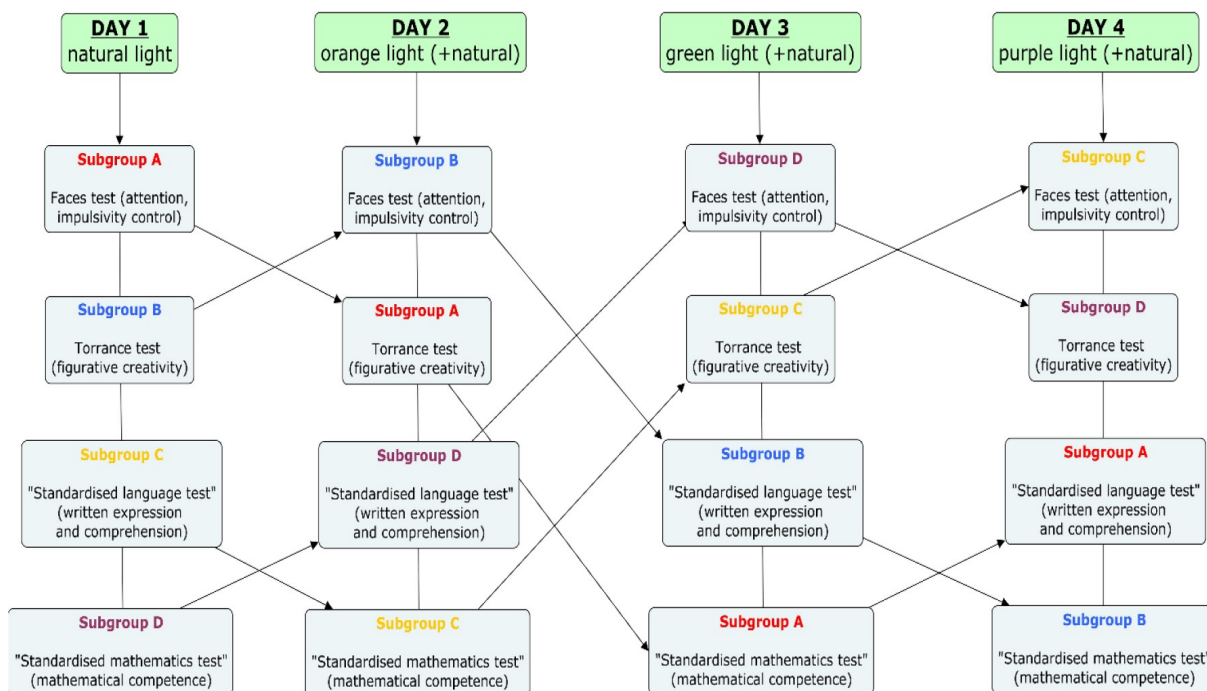 DAY 1
natural light
DAY 2
orange light (+natural)
DAY 3
green light (+natural)
DAY 4
purple light (+natural)
Subgroup A
Faces test (attention,
impulsivity control)
Subgroup B
Faces test (attention,
impulsivity control)
Subgroup D
Faces test (attention,
impulsivity control)
Subgroup C
Faces test (attention,
impulsivity control)
Subgroup B
Torrance test
(figurative creativity)
Subgroup A
Torrance test
(figurative creativity)
Subgroup C
Torrance test
(figurative creativity)
Subgroup D
Torrance test
(figurative creativity)
Subgroup C
"Standardised language test"
(written expression
and comprehension)
Subgroup D
"Standardised language test"
(written expression
and comprehension)
Subgroup B
"Standardised language test"
(written expression
and comprehension)
Subgroup A
"Standardised language test"
(written expression
and comprehension)
Subgroup D
"Standardised mathematics test"
(mathematical competence)
Subgroup C
"Standardised mathematics test"
(mathematical competence)
Subgroup A
"Standardised mathematics test"
(mathematical competence)
Subgroup B
"Standardised mathematics test"
(mathematical competence)